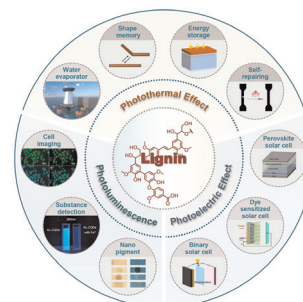 Shape
memory
Energy
storage
Water
evaporator
Self-
repairing
Photothermal Effect
Cell
imaging
Lignin
Perovskite
solar cell
Photoluminescence
Photoelectric Effect
Substance
detection
Dye
sensitized
solar cell
Nano
pigment
Binary
solar cell